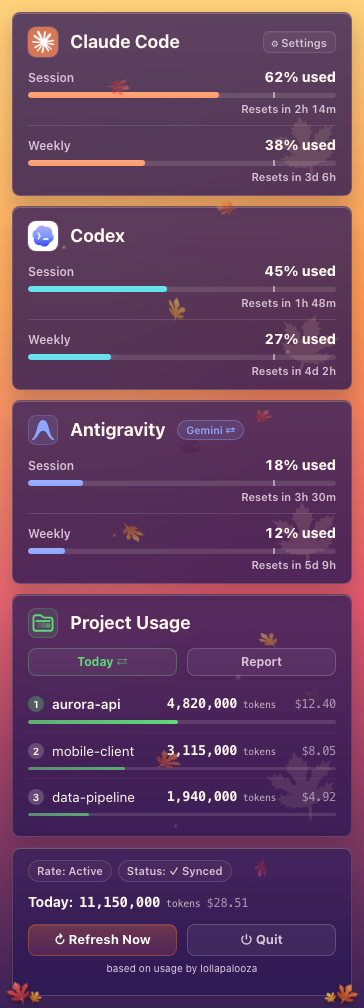 Claude Code ⚙ Settings
Session 62% used
Resets in 2h 14m
Weekly 38% used
Resets in 3d 6h
Codex
Session 45% used
Resets in 1h 48m
Weekly 27% used
Resets in 4d 2h
Antigravity Gemini ⇄
Session 18% used
Resets in 3h 30m
Weekly 12% used
Resets in 5d 9h
Project Usage
Today ⇄ Report
1 aurora-api 4,820,000 tokens $12.40
2 mobile-client 3,115,000 tokens $8.05
3 data-pipeline 1,940,000 tokens $4.92
Rate: Active Status: ✓ Synced
Today: 11,150,000 tokens $28.51
↻ Refresh Now ⏻ Quit
based on usage by lollapalooza